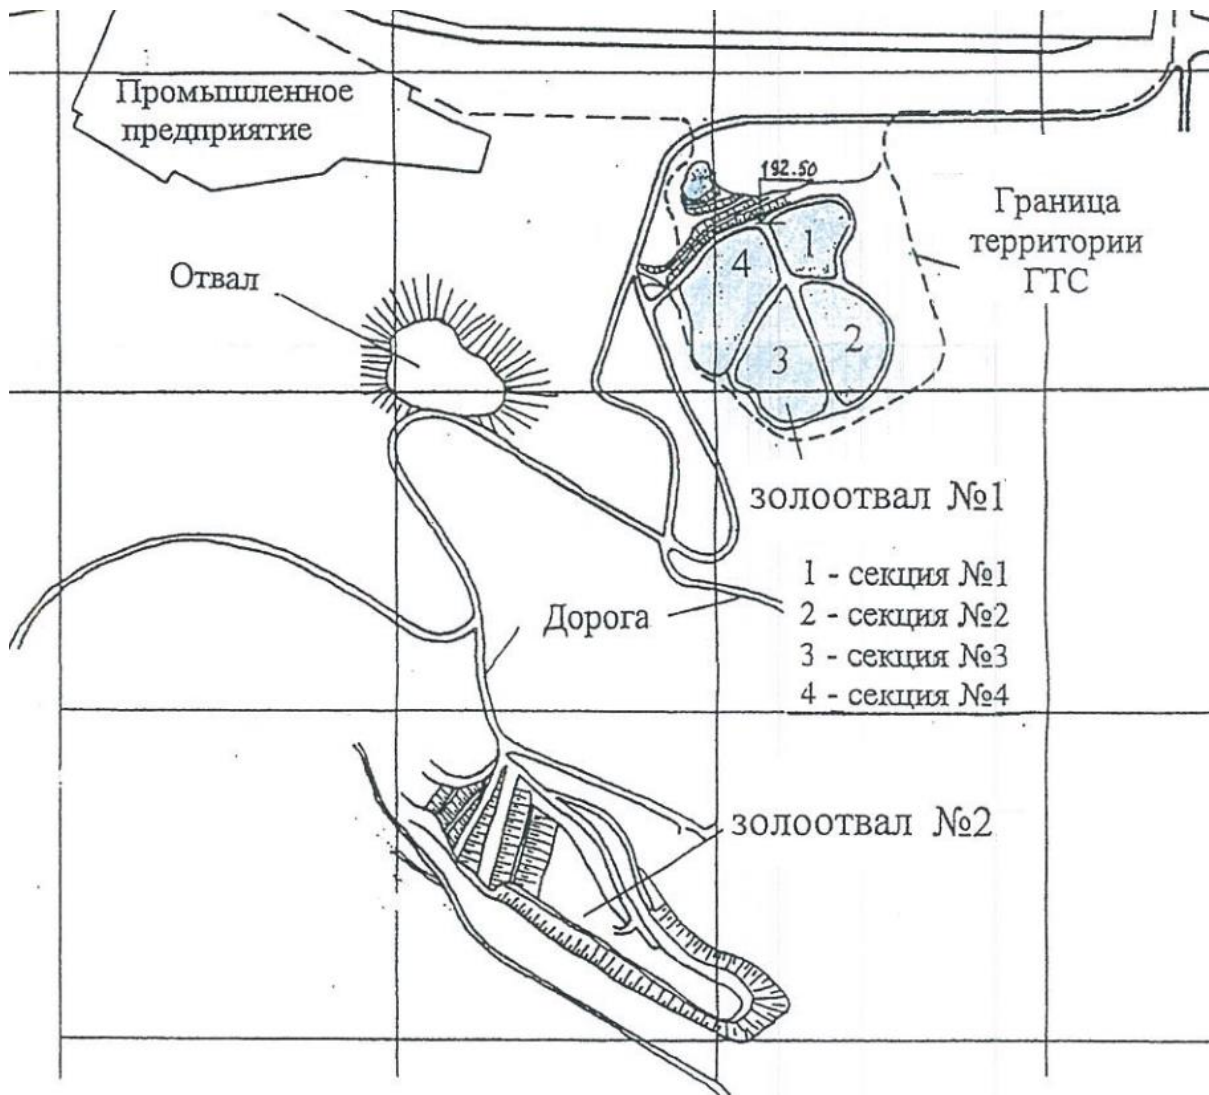 Промышленное
предприятие
192.50
Граница
территории
ГТС
Отвал
1
4
2
3
золоотвал №1
1 - секция №1
2 - секция №2
3 - секция №3
4 - секция №4
Дорога
золоотвал №2